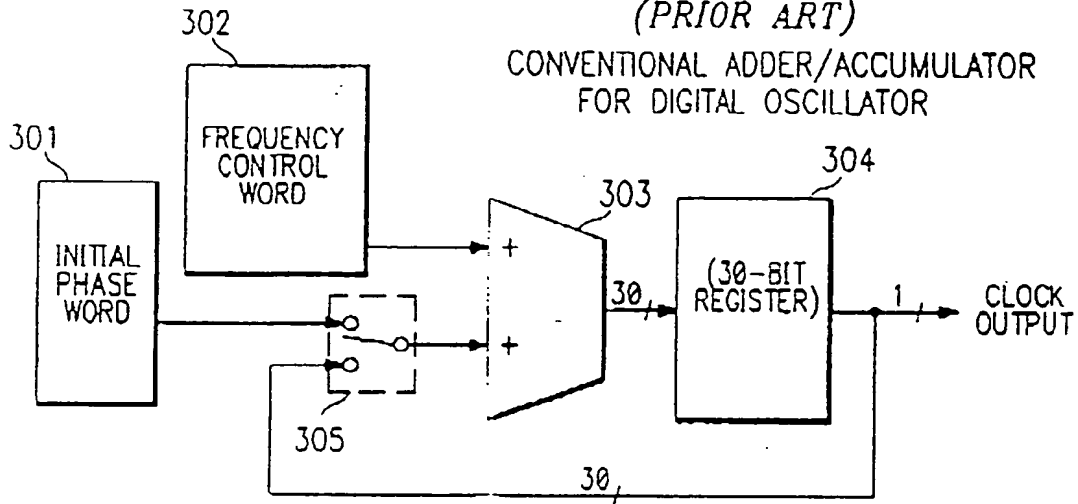 (PRIOR ART)
CONVENTIONAL ADDER/ACCUMULATOR
FOR DIGITAL OSCILLATOR
302
FREQUENCY
CONTROL
WORD
301
INITIAL
PHASE
WORD
303
+
+
304
(30-BIT
REGISTER)
30
1
CLOCK
OUTPUT
305
30